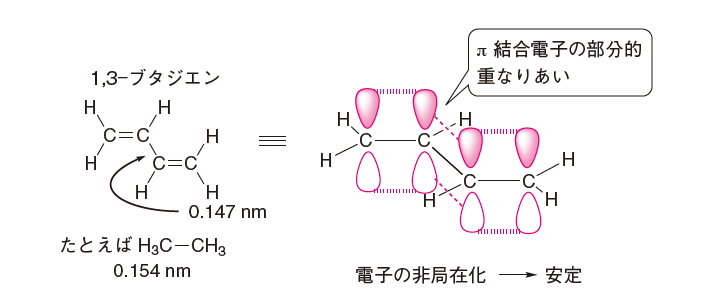 π 結合電子の部分的
重なりあい
1,3−ブタジエン
H H
C=C H
H C=C
H H
0.147 nm
たとえば H₃C−CH₃
0.154 nm
≡
H H
C C
H
C C H
H H
電子の非局在化 → 安定